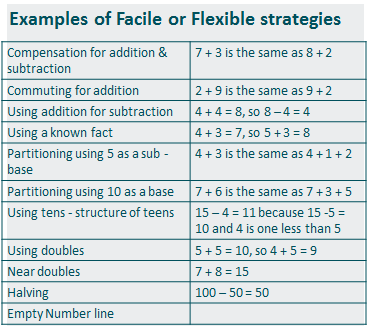 Examples of Facile or Flexible strategies
Compensation for addition & subtraction 7 + 3 is the same as 8 + 2
Commuting for addition 2 + 9 is the same as 9 + 2
Using addition for subtraction 4 + 4 = 8, so 8 – 4 = 4
Using a known fact 4 + 3 = 7, so 5 + 3 = 8
Partitioning using 5 as a sub - base 4 + 3 is the same as 4 + 1 + 2
Partitioning using 10 as a base 7 + 6 is the same as 7 + 3 + 5
Using tens - structure of teens 15 – 4 = 11 because 15 -5 = 10 and 4 is one less than 5
Using doubles 5 + 5 = 10, so 4 + 5 = 9
Near doubles 7 + 8 = 15
Halving 100 – 50 = 50
Empty Number line